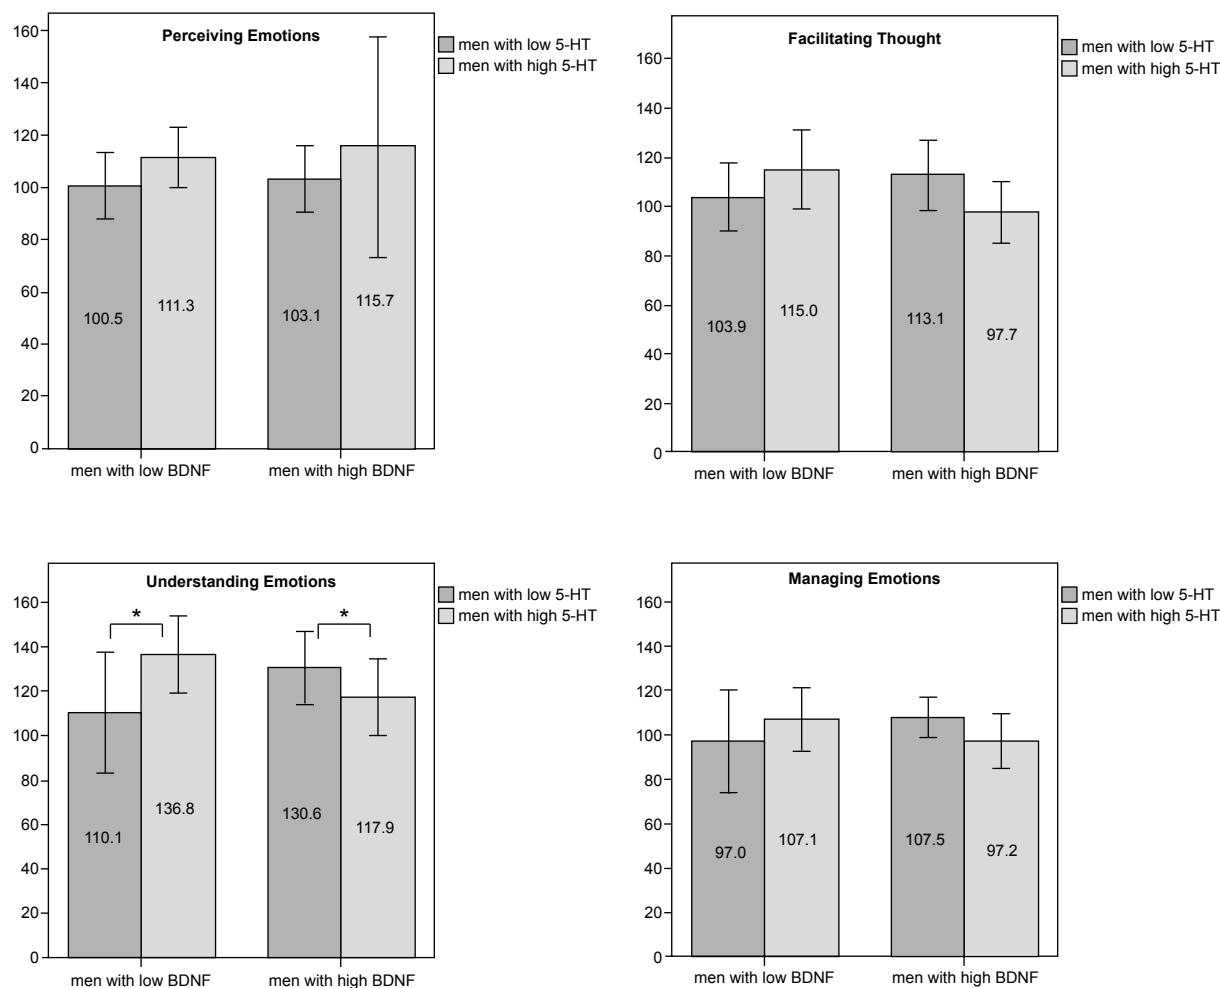 Perceiving Emotions
men with low 5-HT
men with high 5-HT
160
140
120
100
80
60
40
20
0
100.5
111.3
103.1
115.7
men with low BDNF
men with high BDNF
Facilitating Thought
men with low 5-HT
men with high 5-HT
160
140
120
100
80
60
40
20
0
103.9
115.0
113.1
97.7
men with low BDNF
men with high BDNF
Understanding Emotions
men with low 5-HT
men with high 5-HT
160
140
120
100
80
60
40
20
0
*
*
110.1
136.8
130.6
117.9
men with low BDNF
men with high BDNF
Managing Emotions
men with low 5-HT
men with high 5-HT
160
140
120
100
80
60
40
20
0
97.0
107.1
107.5
97.2
men with low BDNF
men with high BDNF